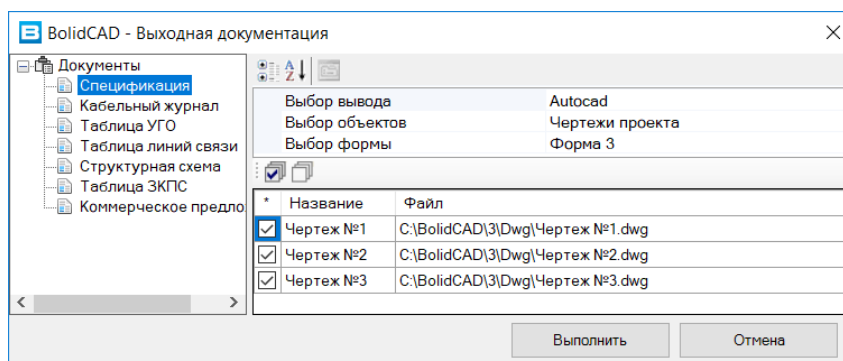 BolidCAD - Выходная документация
Документы
Спецификация
Кабельный журнал
Таблица УГО
Таблица линий связи
Структурная схема
Таблица ЗКПС
Коммерческое предло
Выбор вывода Autocad
Выбор объектов Чертежи проекта
Выбор формы Форма 3
* Название Файл
Чертеж №1 C:\BolidCAD\3\Dwg\Чертеж №1.dwg
Чертеж №2 C:\BolidCAD\3\Dwg\Чертеж №2.dwg
Чертеж №3 C:\BolidCAD\3\Dwg\Чертеж №3.dwg
Выполнить Отмена